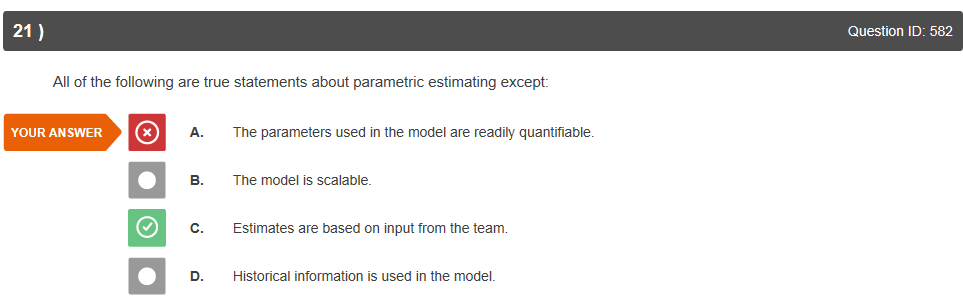 21 ) Question ID: 582
All of the following are true statements about parametric estimating except:
YOUR ANSWER A. The parameters used in the model are readily quantifiable.
B. The model is scalable.
C. Estimates are based on input from the team.
D. Historical information is used in the model.